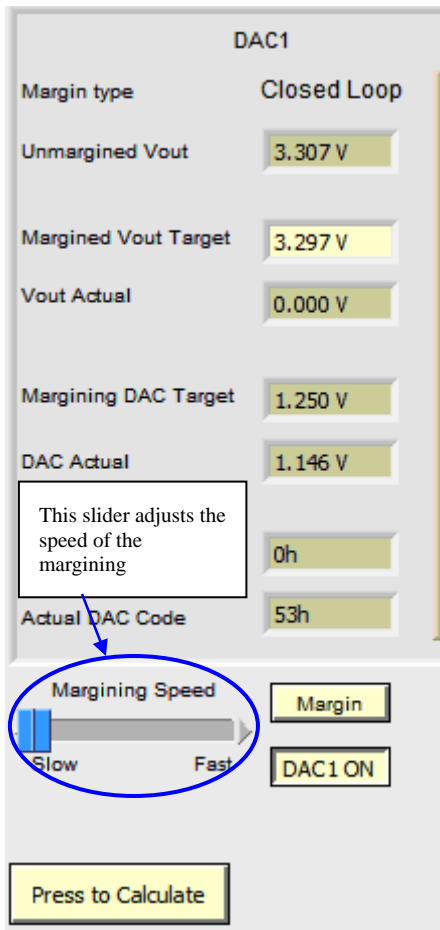 DAC1
Margin type Closed Loop
Unmargined Vout 3.307 V
Margined Vout Target 3.297 V
Vout Actual 0.000 V
Margining DAC Target 1.250 V
DAC Actual 1.146 V
This slider adjusts the
speed of the
margining
0h
Actual DAC Code 53h
Margining Speed
Slow Fast
Margin
DAC1 ON
Press to Calculate